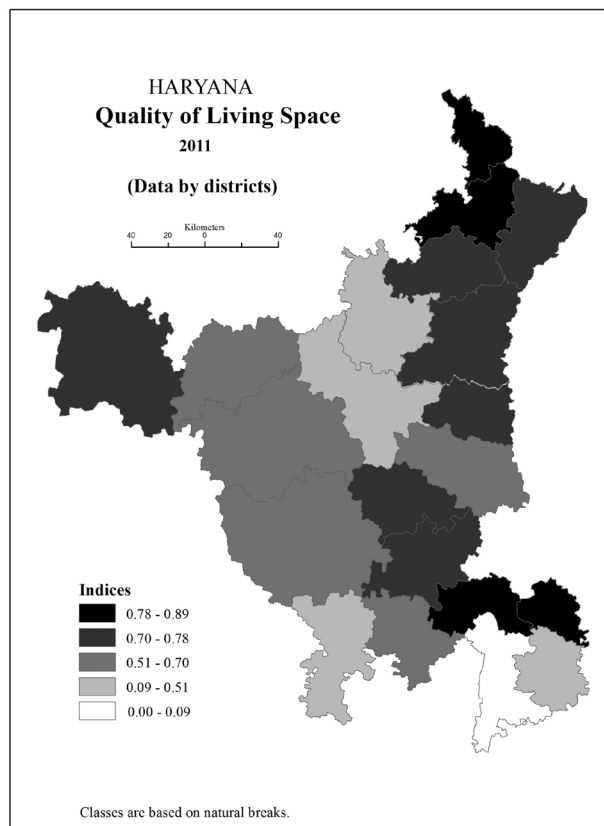 HARYANA
Quality of Living Space
2011
(Data by districts)
Kilometers
40 20 0 40
Indices
0.78 - 0.89
0.70 - 0.78
0.51 - 0.70
0.09 - 0.51
0.00 - 0.09
Classes are based on natural breaks.